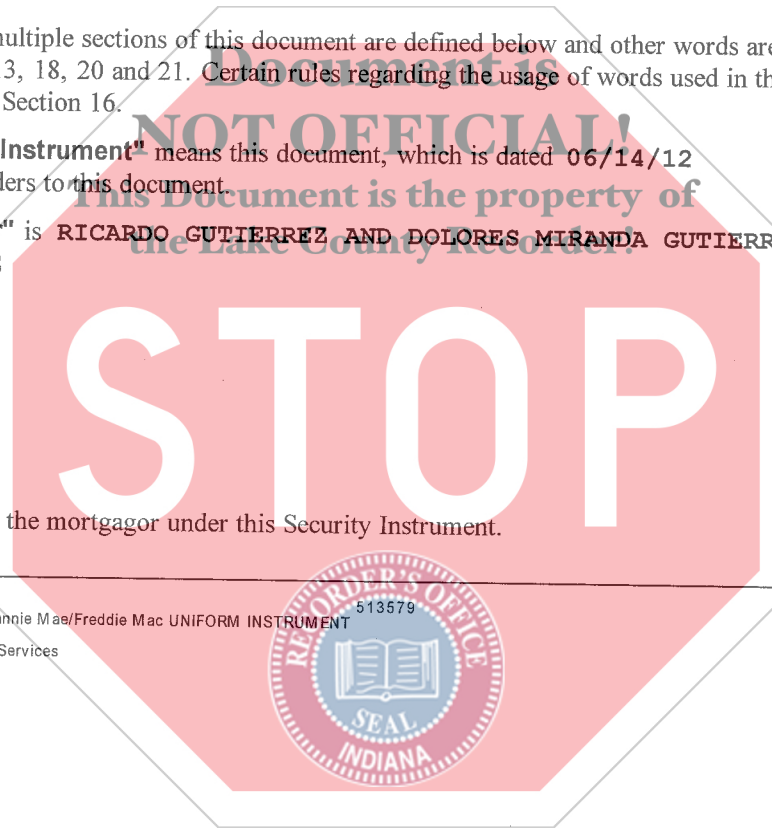 multiple sections of this document are defined below and other words are
13, 18, 20 and 21. Certain rules regarding the usage of words used in th
Section 16.
Document is
NOT OFFICIAL!
Instrument" means this document, which is dated 06/14/12
ders to this document.
This Document is the property of
the Lake County Recorder!
" is RICARDO GUTIERREZ AND DOLORES MIRANDA GUTIERR
STOP
the mortgagor under this Security Instrument.
annie Mae/Freddie Mac UNIFORM INSTRUMENT 513579
Services
RECORDER'S OFFICE
SEAL
INDIANA